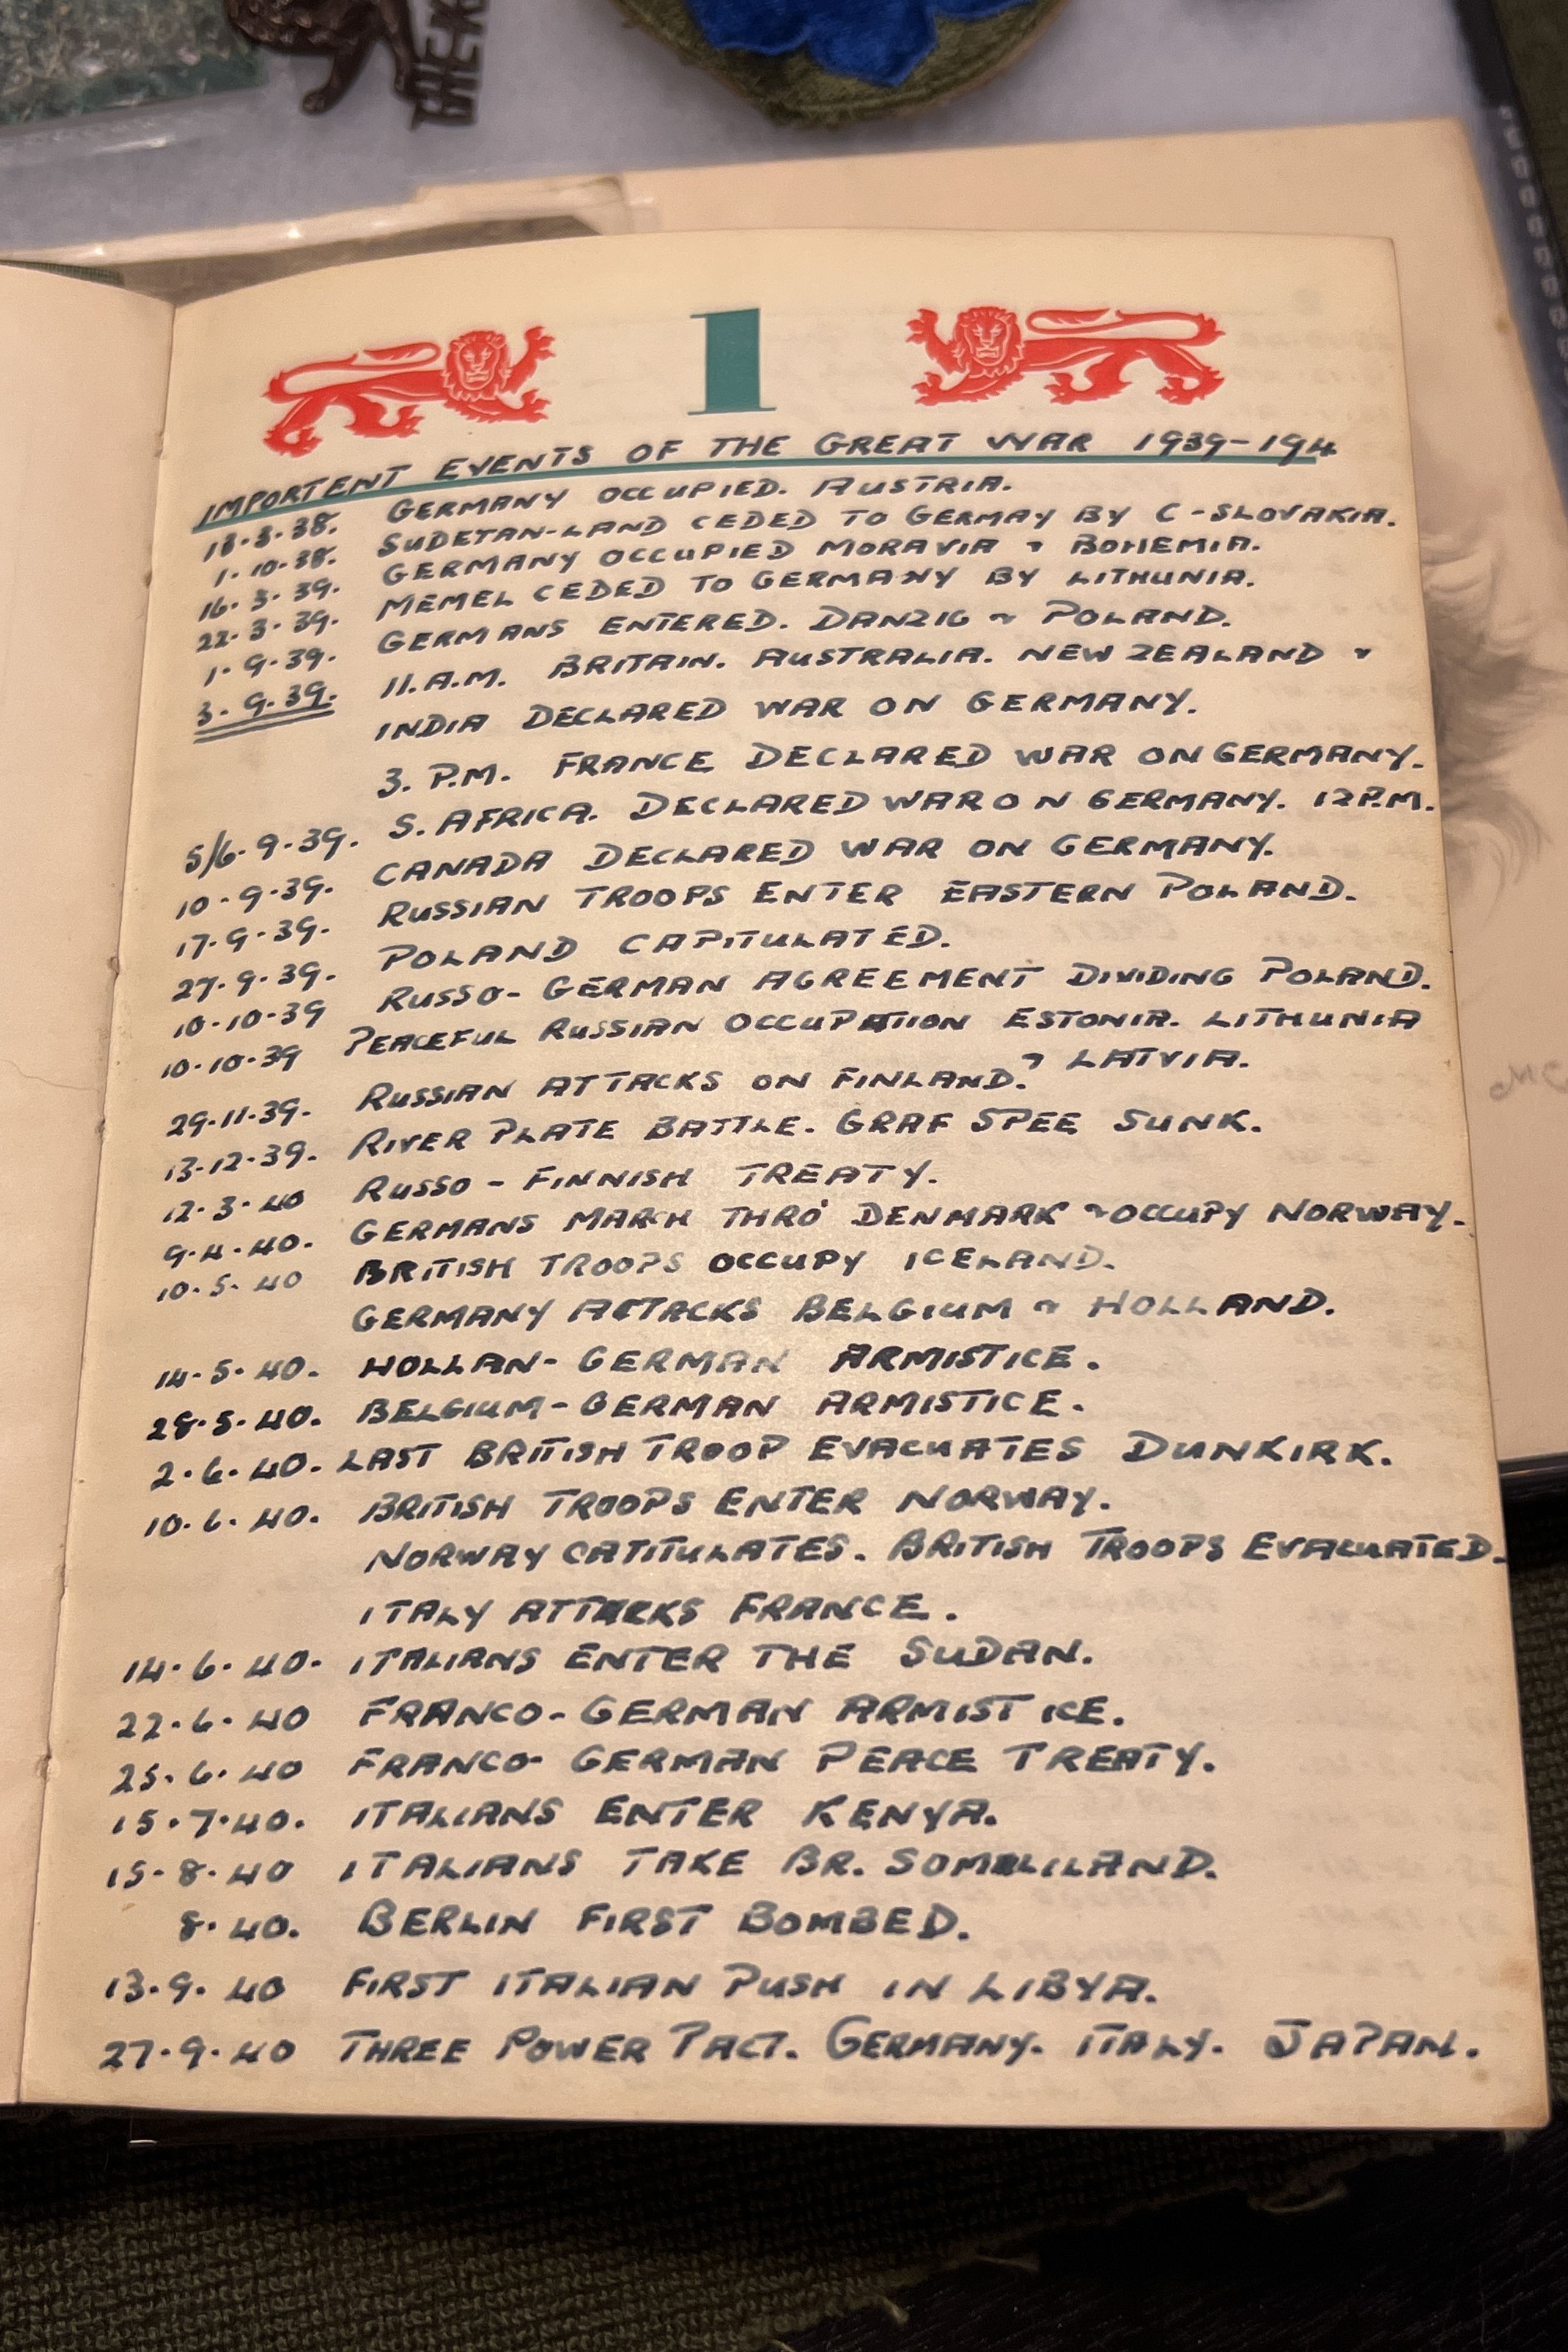 THEK
1
IMPORTENT EVENTS OF THE GREAT WAR 1939-194
13.3.38. GERMANY OCCUPIED. AUSTRIA.
1.10.38. SUDETAN-LAND CEDED TO GERMAY BY C-SLOVAKIA.
16.3.39. GERMANY OCCUPIED MORAVIA & BOHEMIA.
22.3.39. MEMEL CEDED TO GERMANY BY LITHUNIA.
1.9.39. GERMANS ENTERED. DANZIG & POLAND.
3.9.39. 11.A.M. BRITAIN. AUSTRALIA. NEW ZEALAND &
INDIA DECLARED WAR ON GERMANY.
3. P.M. FRANCE DECLARED WAR ON GERMANY.
5/6.9.39. S. AFRICA. DECLARED WAR ON GERMANY. 12P.M.
10.9.39. CANADA DECLARED WAR ON GERMANY.
17.9.39. RUSSIAN TROOPS ENTER EASTERN POLAND.
27.9.39. POLAND CAPITULATED.
10.10.39 RUSSO-GERMAN AGREEMENT DIVIDING POLAND.
10.10.39 PEACEFUL RUSSIAN OCCUPATION ESTONIA. LITHUNIA
& LATVIA.
29.11.39. RUSSIAN ATTACKS ON FINLAND.
13.12.39. RIVER PLATE BATTLE. GRAF SPEE SUNK.
12.3.40 RUSSO-FINNISH TREATY.
9.4.40. GERMANS MARCH THRO' DENMARK & OCCUPY NORWAY.
10.5.40 BRITISH TROOPS OCCUPY ICELAND.
GERMANY ATTACKS BELGIUM & HOLLAND.
14.5.40. HOLLAN-GERMAN ARMISTICE.
28.5.40. BELGIUM-GERMAN ARMISTICE.
2.6.40. LAST BRITISH TROOP EVACUATES DUNKIRK.
10.6.40. BRITISH TROOPS ENTER NORWAY.
NORWAY CATITULATES. BRITISH TROOPS EVACUATED.
ITALY ATTACKS FRANCE.
14.6.40. ITALIANS ENTER THE SUDAN.
22.6.40 FRANCO-GERMAN ARMISTICE.
25.6.40 FRANCO-GERMAN PEACE TREATY.
15.7.40. ITALIANS ENTER KENYA.
15.8.40 ITALIANS TAKE BR. SOMALILAND.
8.40. BERLIN FIRST BOMBED.
13.9.40 FIRST ITALIAN PUSH IN LIBYA.
27.9.40 THREE POWER PACT. GERMANY. ITALY. JAPAN.